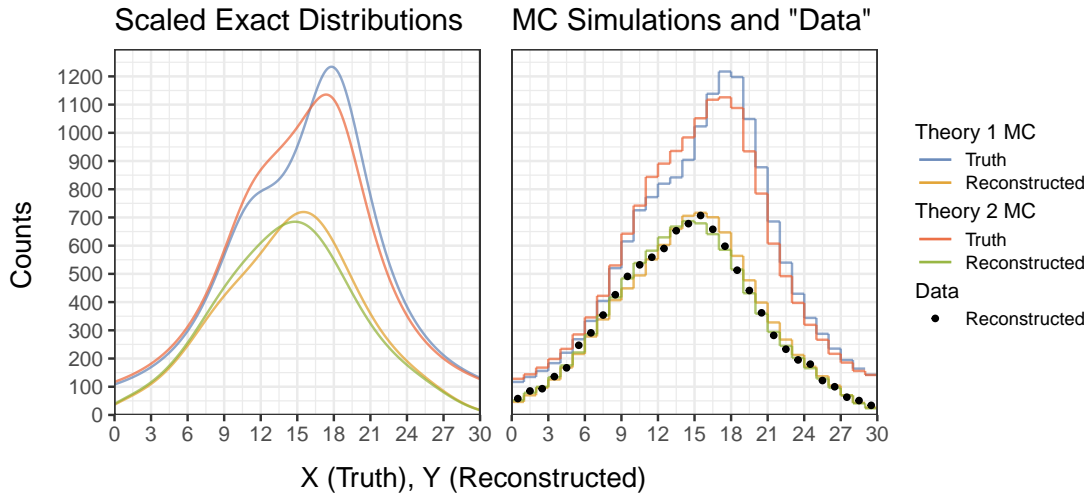 Scaled Exact Distributions
MC Simulations and "Data"
Counts
1200
1100
1000
900
800
700
600
500
400
300
200
100
0
0 3 6 9 12 15 18 21 24 27 30
0 3 6 9 12 15 18 21 24 27 30
X (Truth), Y (Reconstructed)
Theory 1 MC
Truth
Reconstructed
Theory 2 MC
Truth
Reconstructed
Data
Reconstructed